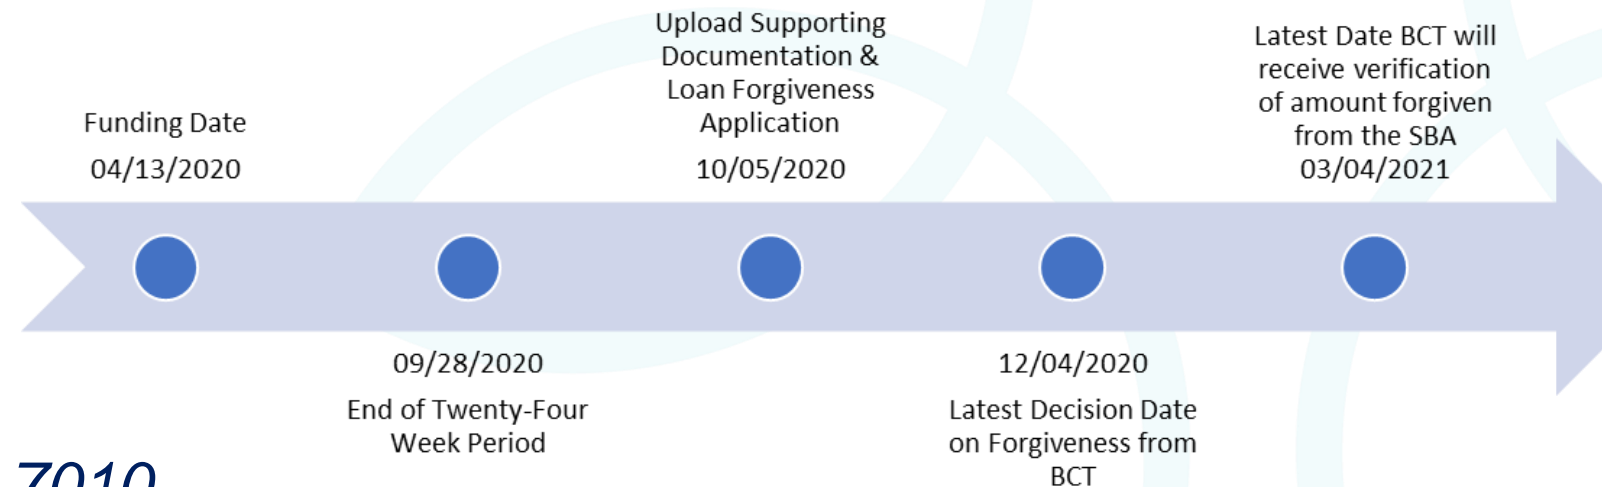 Funding Date
04/13/2020
09/28/2020
End of Twenty-Four
Week Period
Upload Supporting
Documentation &
Loan Forgiveness
Application
10/05/2020
12/04/2020
Latest Decision Date
on Forgiveness from
BCT
Latest Date BCT will
receive verification
of amount forgiven
from the SBA
03/04/2021
7010